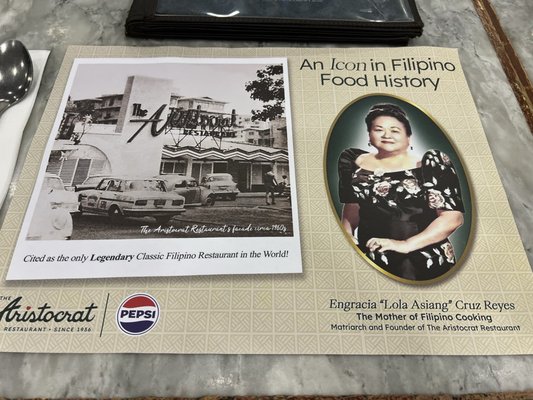 An Icon in Filipino
Food History
The
Aristocrat
RESTAURANT
The Aristocrat Restaurant's facade circa 1960s
Cited as the only Legendary Classic Filipino Restaurant in the World!
THE
Aristocrat
RESTAURANT • SINCE 1936
PEPSI
Engracia "Lola Asiang" Cruz Reyes
The Mother of Filipino Cooking
Matriarch and Founder of The Aristocrat Restaurant